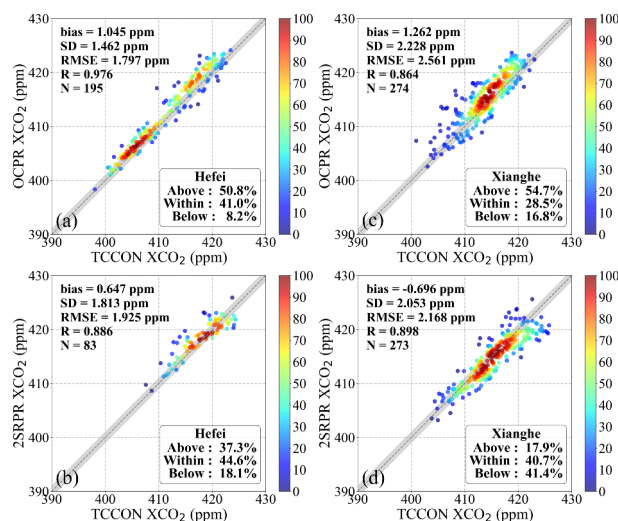 430
420
410
400
390
OCPR XCO₂ (ppm)
bias = 1.045 ppm
SD = 1.462 ppm
RMSE = 1.797 ppm
R = 0.976
N = 195
(a)
Hefei
Above : 50.8%
Within : 41.0%
Below : 8.2%
390 400 410 420 430
TCCON XCO₂ (ppm)
100
90
80
70
60
50
40
30
20
10
0
430
420
410
400
390
OCPR XCO₂ (ppm)
bias = 1.262 ppm
SD = 2.228 ppm
RMSE = 2.561 ppm
R = 0.864
N = 274
(c)
Xianghe
Above : 54.7%
Within : 28.5%
Below : 16.8%
390 400 410 420 430
TCCON XCO₂ (ppm)
100
90
80
70
60
50
40
30
20
10
0
430
420
410
400
390
2SRPR XCO₂ (ppm)
bias = 0.647 ppm
SD = 1.813 ppm
RMSE = 1.925 ppm
R = 0.886
N = 83
(b)
Hefei
Above : 37.3%
Within : 44.6%
Below : 18.1%
390 400 410 420 430
TCCON XCO₂ (ppm)
100
90
80
70
60
50
40
30
20
10
0
430
420
410
400
390
2SRPR XCO₂ (ppm)
bias = -0.696 ppm
SD = 2.053 ppm
RMSE = 2.168 ppm
R = 0.898
N = 273
(d)
Xianghe
Above : 17.9%
Within : 40.7%
Below : 41.4%
390 400 410 420 430
TCCON XCO₂ (ppm)
100
90
80
70
60
50
40
30
20
10
0